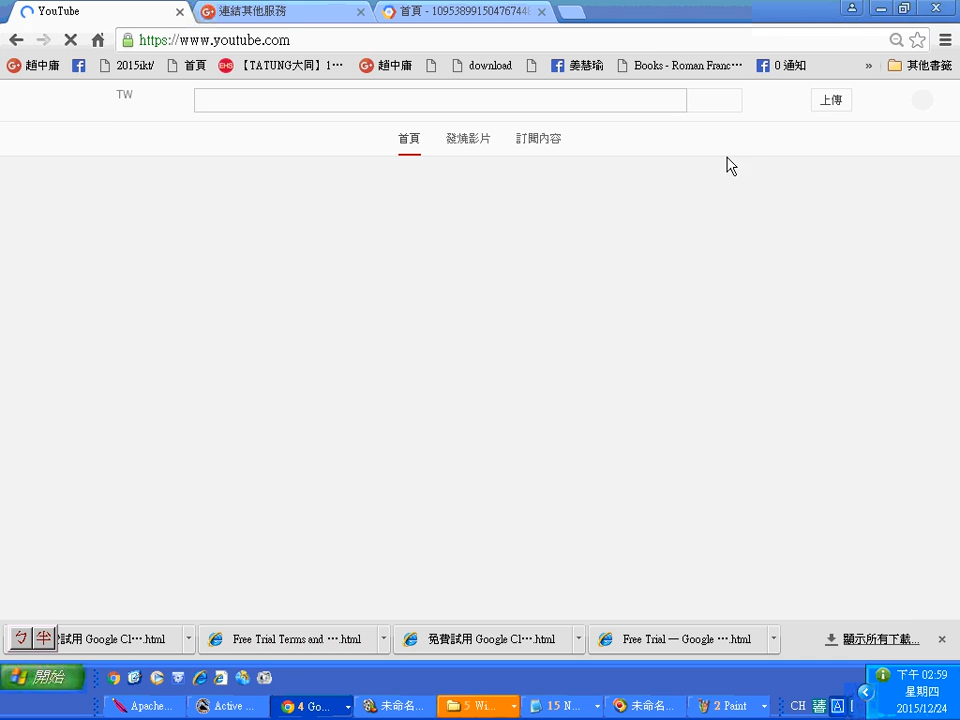 YouTube
連結其他服務
首頁 - 1095389915047674
https://www.youtube.com
趙中庸
2015ikt/
首頁
【TATUNG大同】1…
趙中庸
download
姜慧瑜
Books - Roman Franc…
0 通知
»
其他書籤
TW
上傳
首頁
發燒影片
訂閱內容
ㄅ
半
試用 Google Cl….html
Free Trial Terms and ….html
免費試用 Google Cl….html
Free Trial — Google ….html
顯示所有下載...
開始
Apache...
Active ...
4 Go...
未命名...
5 Wi...
15 N...
未命名...
2 Paint
CH
下午 02:59
星期四
2015/12/24